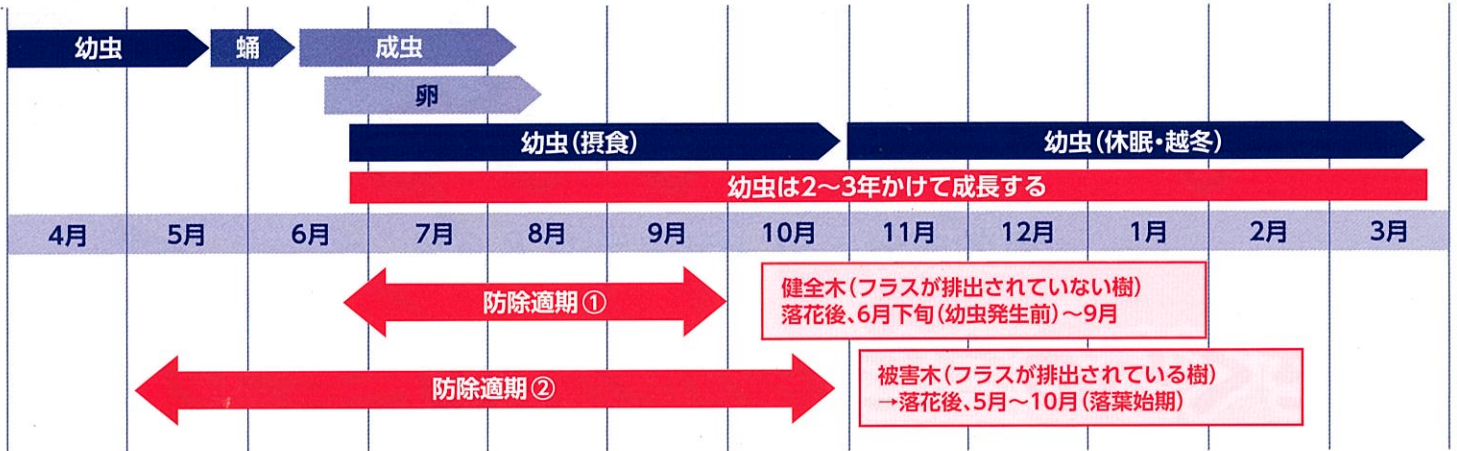 幼虫
蛹
成虫
卵
幼虫(摂食)
幼虫(休眠・越冬)
幼虫は2〜3年かけて成長する
4月 5月 6月 7月 8月 9月 10月 11月 12月 1月 2月 3月
防除適期①
健全木(フラスが排出されていない樹)
落花後、6月下旬(幼虫発生前)〜9月
防除適期②
被害木(フラスが排出されている樹)
→落花後、5月〜10月(落葉始期)